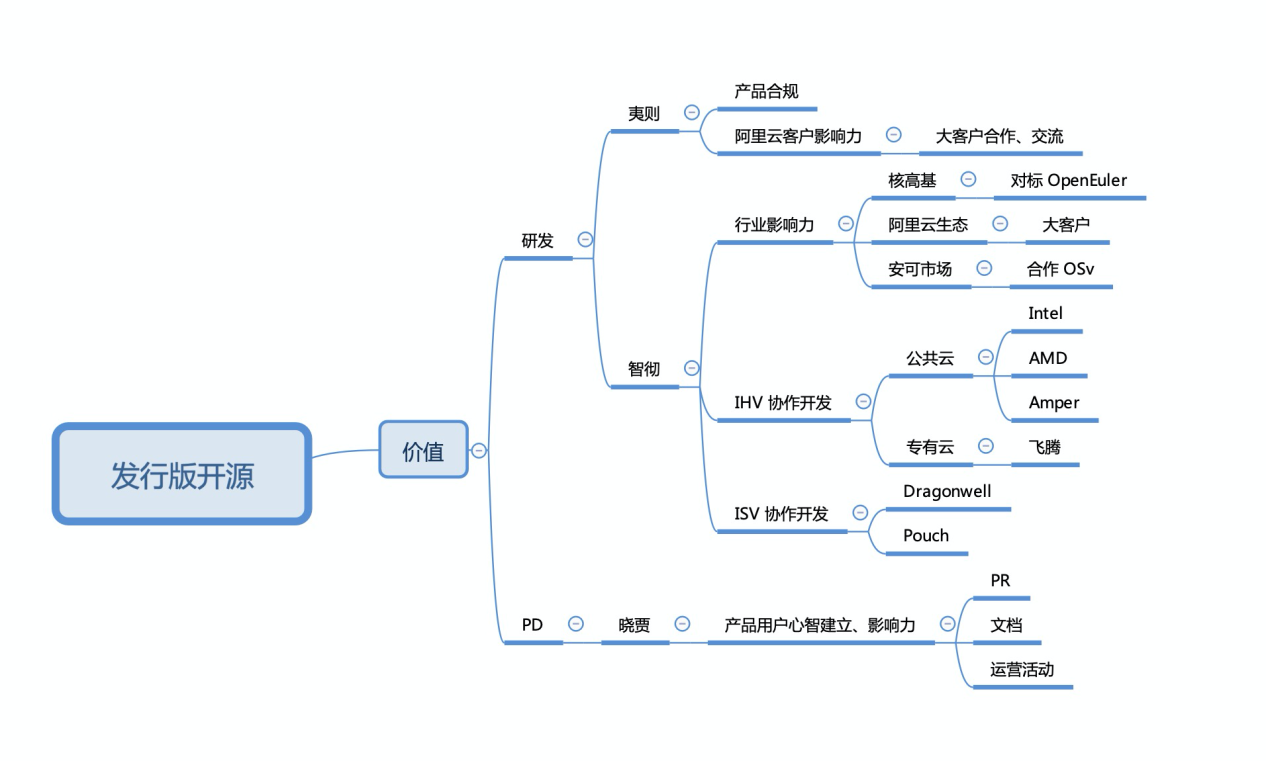 产品合规
夷则
阿里云客户影响力
大客户合作、交流
核高基
对标 OpenEuler
行业影响力
阿里云生态
大客户
研发
安可市场
合作 OSv
Intel
公共云
AMD
智彻
IHV 协作开发
Amper
专有云
飞腾
发行版开源
价值
Dragonwell
ISV 协作开发
Pouch
PR
PD
晓贾
产品用户心智建立、影响力
文档
运营活动